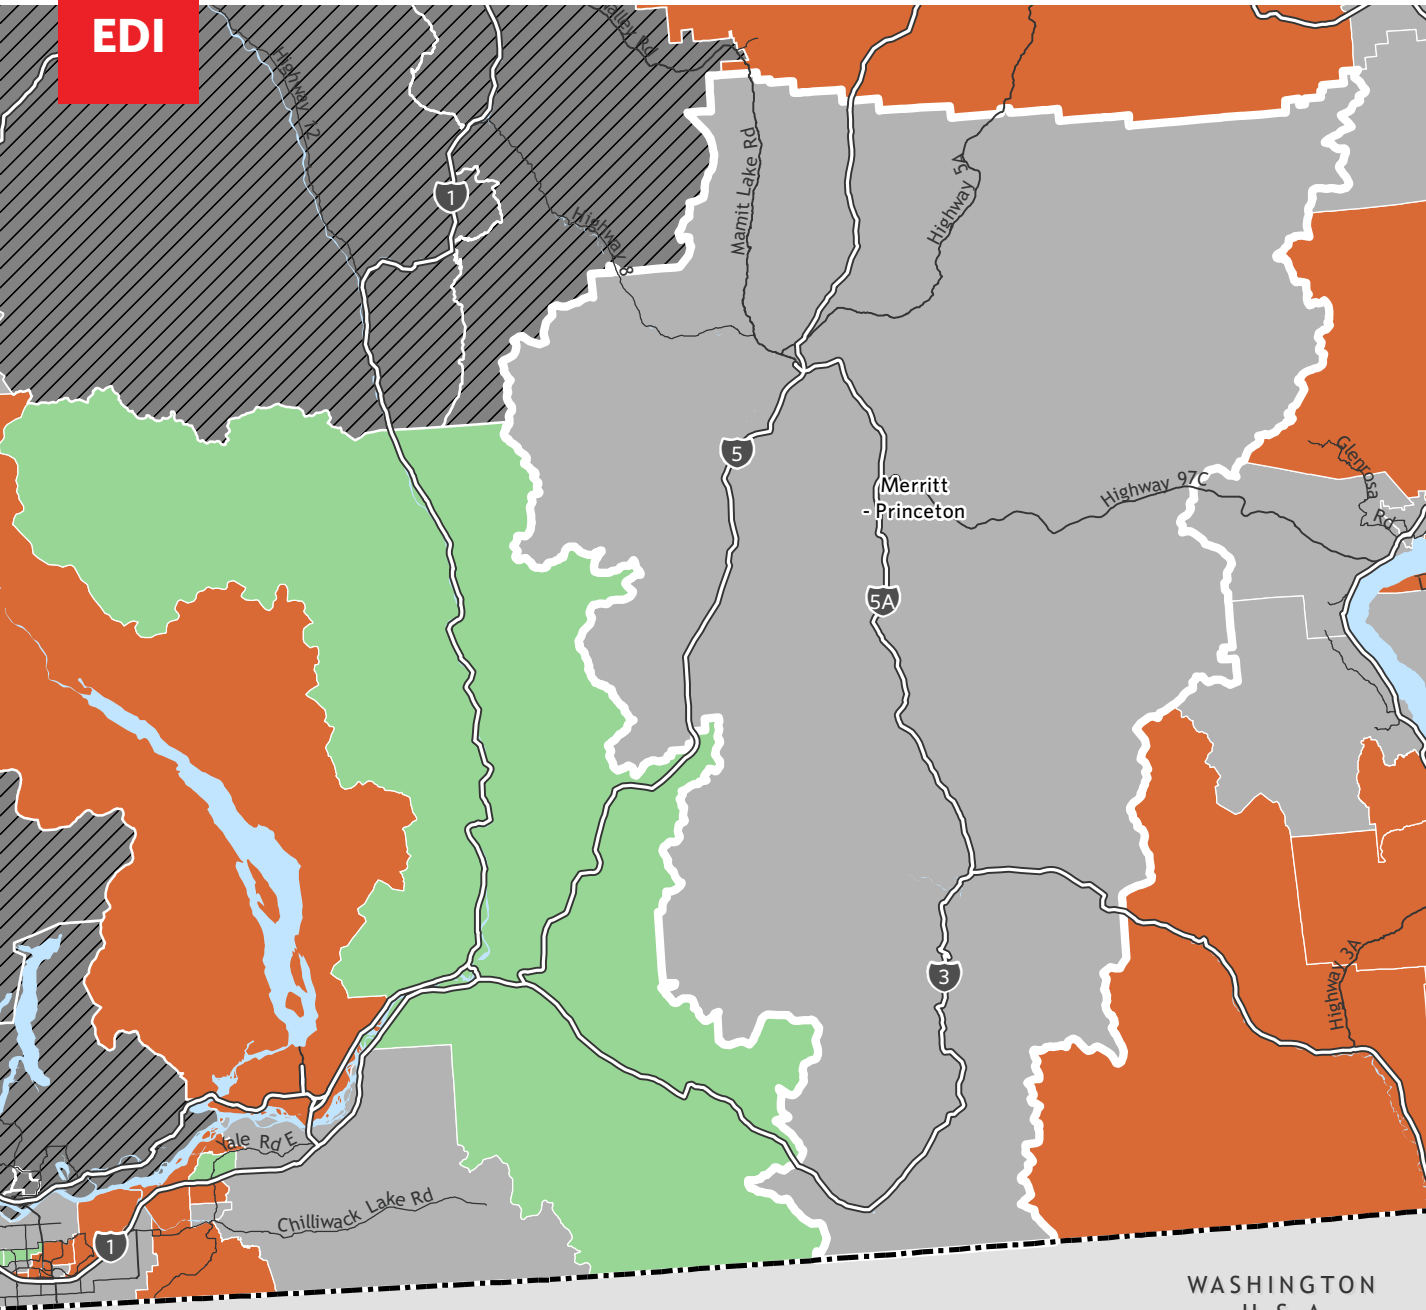 EDI
alley Rd
Highway 12
1
Highway 8
Mamit Lake Rd
Highway 5A
5
Merritt
- Princeton
Highway 97C
Glenrosa
Rd
5A
3
Highway 3A
Yale Rd E
Chilliwack Lake Rd
1
WASHINGTON
U S A